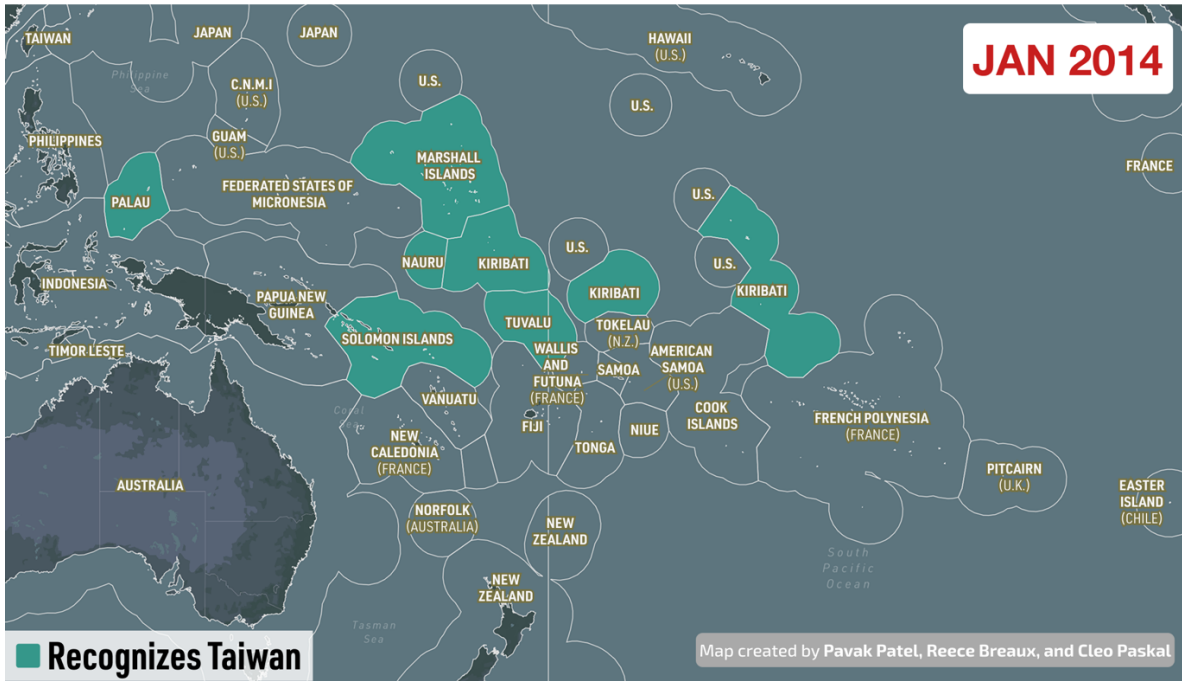 TAIWAN
JAPAN
JAPAN
HAWAII
(U.S.)
JAN 2014
Philippine
Sea
C.N.M.I
(U.S.)
U.S.
U.S.
PHILIPPINES
GUAM
(U.S.)
MARSHALL
ISLANDS
FRANCE
FEDERATED STATES OF
MICRONESIA
PALAU
U.S.
U.S.
NAURU
KIRIBATI
U.S.
INDONESIA
KIRIBATI
KIRIBATI
PAPUA NEW
GUINEA
TUVALU
TOKELAU
(N.Z.)
SOLOMON ISLANDS
TIMOR LESTE
WALLIS
AND
FUTUNA
(FRANCE)
SAMOA
AMERICAN
SAMOA
(U.S.)
VANUATU
COOK
ISLANDS
FRENCH POLYNESIA
(FRANCE)
Coral
Sea
FIJI
NIUE
NEW
CALEDONIA
(FRANCE)
TONGA
PITCAIRN
(U.K.)
AUSTRALIA
EASTER
ISLAND
(CHILE)
NORFOLK
(AUSTRALIA)
NEW
ZEALAND
South
Pacific
Ocean
NEW
ZEALAND
Tasman
Sea
Recognizes Taiwan
Map created by Pavak Patel, Reece Breaux, and Cleo Paskal